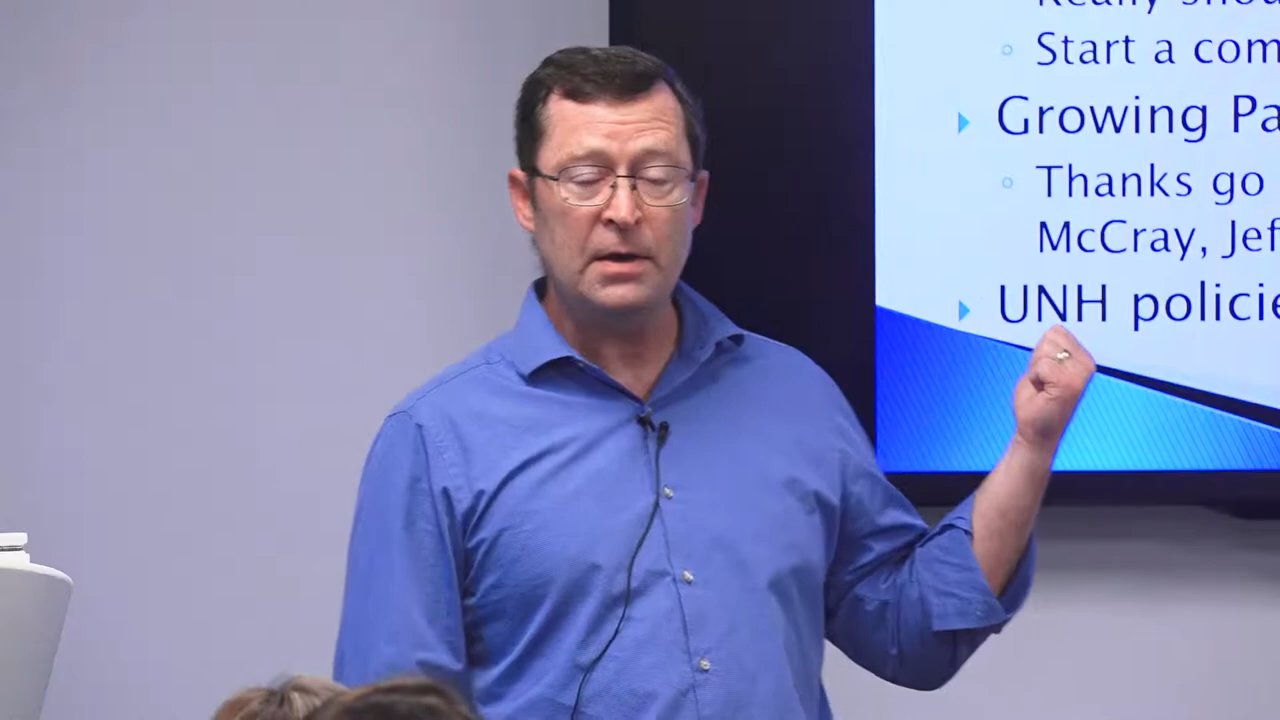 Start a com
Growing Pa
Thanks go
McCray, Jef
UNH policie